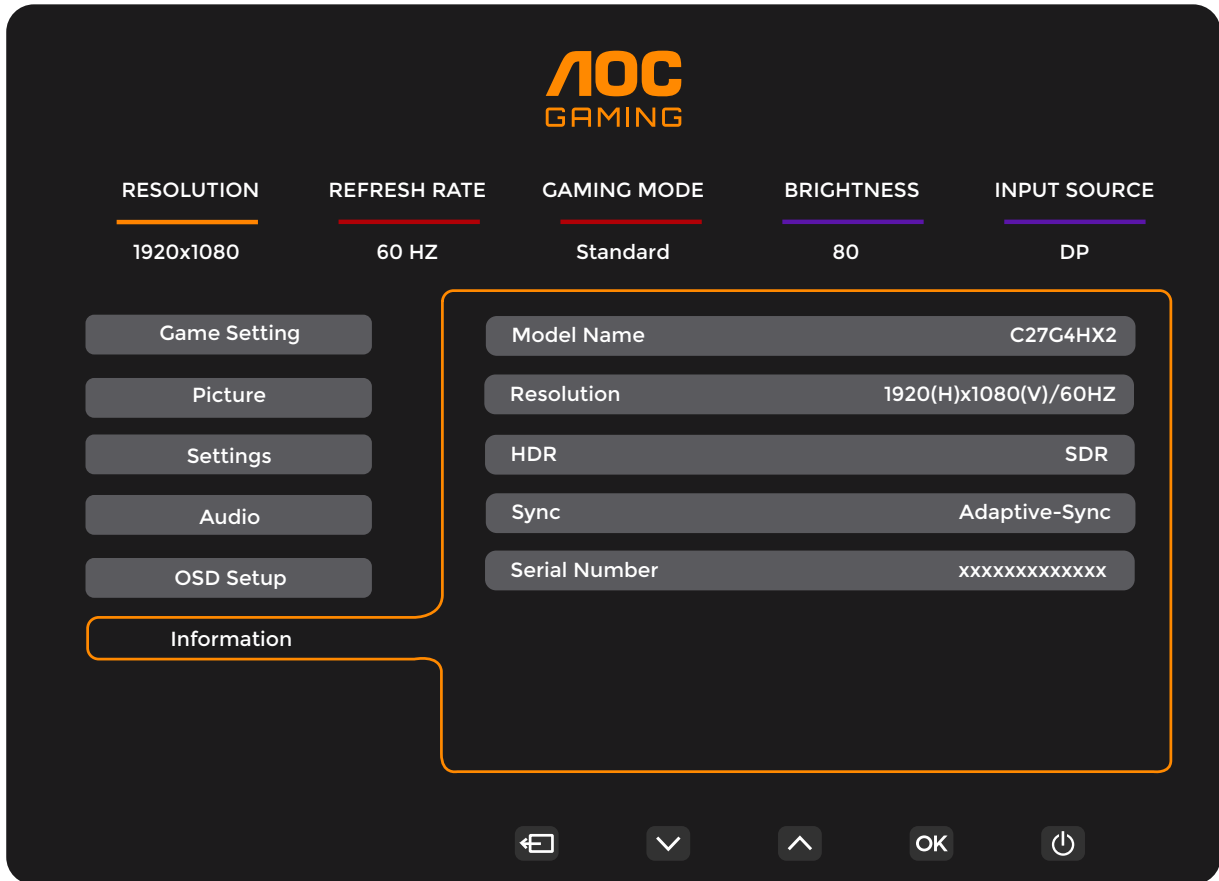 AOC
GAMING
RESOLUTION REFRESH RATE GAMING MODE BRIGHTNESS INPUT SOURCE
1920x1080 60 HZ Standard 80 DP
Game Setting
Picture
Settings
Audio
OSD Setup
Information
Model Name C27G4HX2
Resolution 1920(H)x1080(V)/60HZ
HDR SDR
Sync Adaptive-Sync
Serial Number xxxxxxxxxxxxx
OK